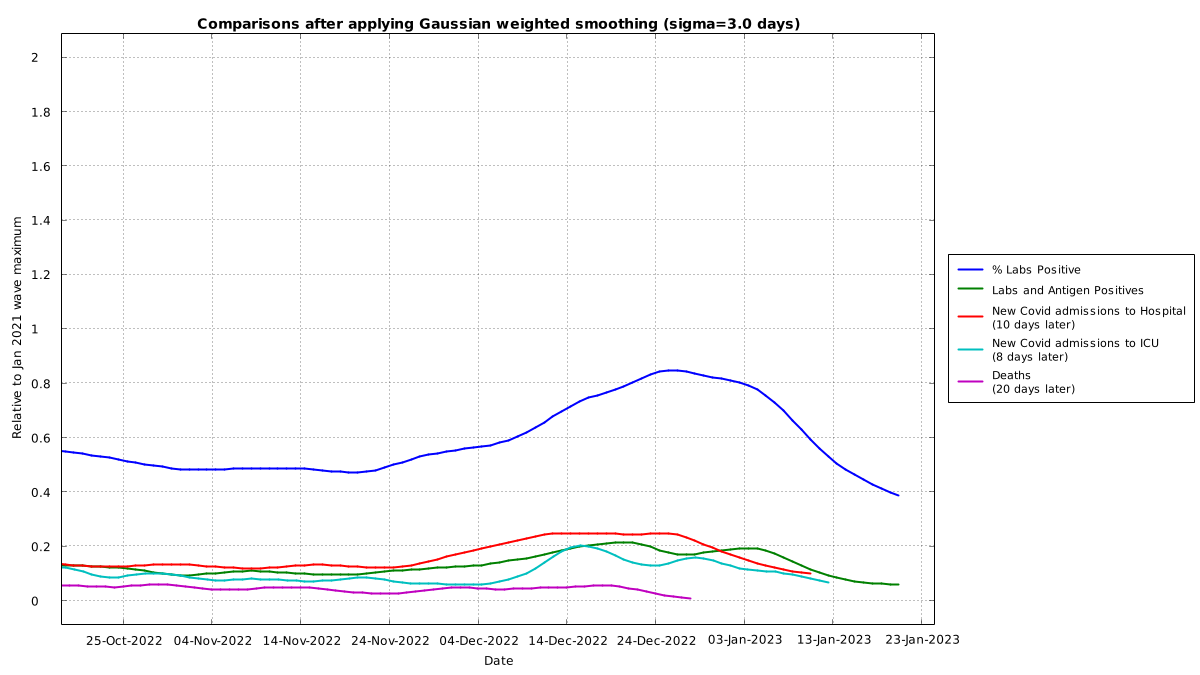 Comparisons after applying Gaussian weighted smoothing (sigma=3.0 days)
Relative to Jan 2021 wave maximum
2
1.8
1.6
1.4
1.2
1
0.8
0.6
0.4
0.2
0
25-Oct-2022 04-Nov-2022 14-Nov-2022 24-Nov-2022 04-Dec-2022 14-Dec-2022 24-Dec-2022 03-Jan-2023 13-Jan-2023 23-Jan-2023
Date
% Labs Positive
Labs and Antigen Positives
New Covid admissions to Hospital
(10 days later)
New Covid admissions to ICU
(8 days later)
Deaths
(20 days later)